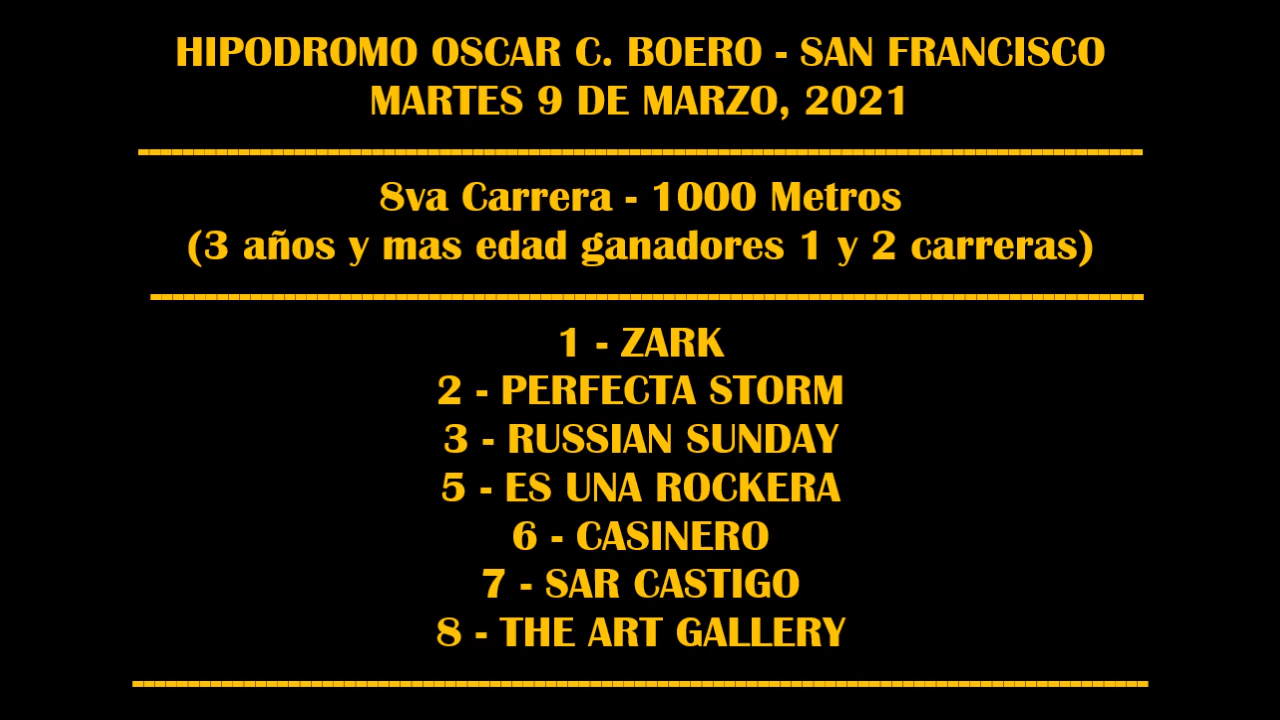 HIPODROMO OSCAR C. BOERO - SAN FRANCISCO
MARTES 9 DE MARZO, 2021
8va Carrera - 1000 Metros
(3 años y mas edad ganadores 1 y 2 carreras)
1 - ZARK
2 - PERFECTA STORM
3 - RUSSIAN SUNDAY
5 - ES UNA ROCKERA
6 - CASINERO
7 - SAR CASTIGO
8 - THE ART GALLERY